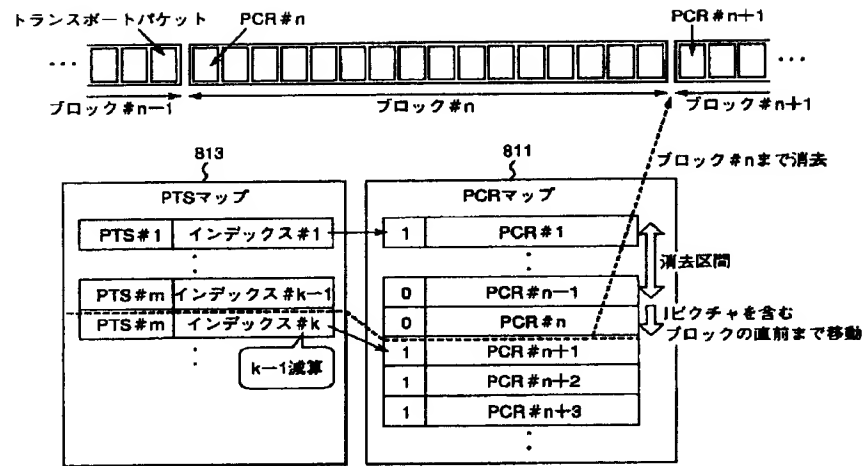 トランスポートパケット
PCR#n
PCR#n+1
ブロック#n−1
ブロック#n
ブロック#n+1
813
811
ブロック#nまで消去
PTSマップ
PCRマップ
PTS#1 インデックス#1
1 PCR#1
消去区間
PTS#m インデックス#k−1
0 PCR#n−1
PTS#m インデックス#k
0 PCR#n
Iピクチャを含む
ブロックの直前まで移動
k−1減算
1 PCR#n+1
1 PCR#n+2
1 PCR#n+3